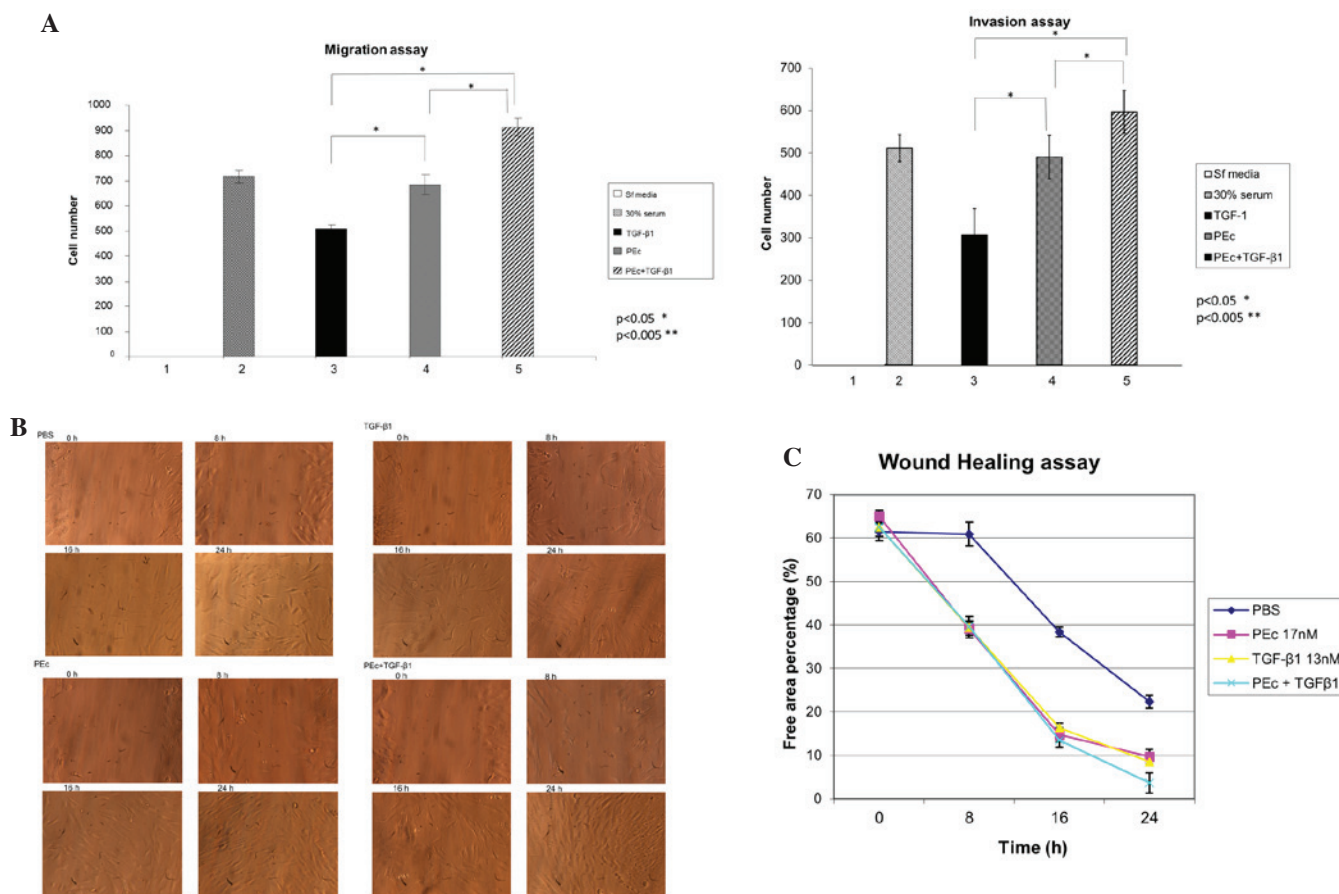 A
Migration assay
*
*
*
Cell number
1000
900
800
700
600
500
400
300
200
100
0
1 2 3 4 5
Sf media
30% serum
TGF-β1
PEc
PEc+TGF-β1
p<0.05 *
p<0.005 **
Invasion assay
*
*
*
Cell number
700
600
500
400
300
200
100
0
1 2 3 4 5
Sf media
30% serum
TGF-1
PEc
PEc+TGF-β1
p<0.05 *
p<0.005 **
B
PBS
0 h
8 h
16 h
24 h
TGF-β1
0 h
8 h
16 h
24 h
PEc
0 h
8 h
16 h
24 h
PEc+TGF-β1
0 h
8 h
16 h
24 h
C
Wound Healing assay
Free area percentage (%)
70
60
50
40
30
20
10
0
0 8 16 24
Time (h)
PBS
PEc 17nM
TGF-β1 13nM
PEc + TGFβ1